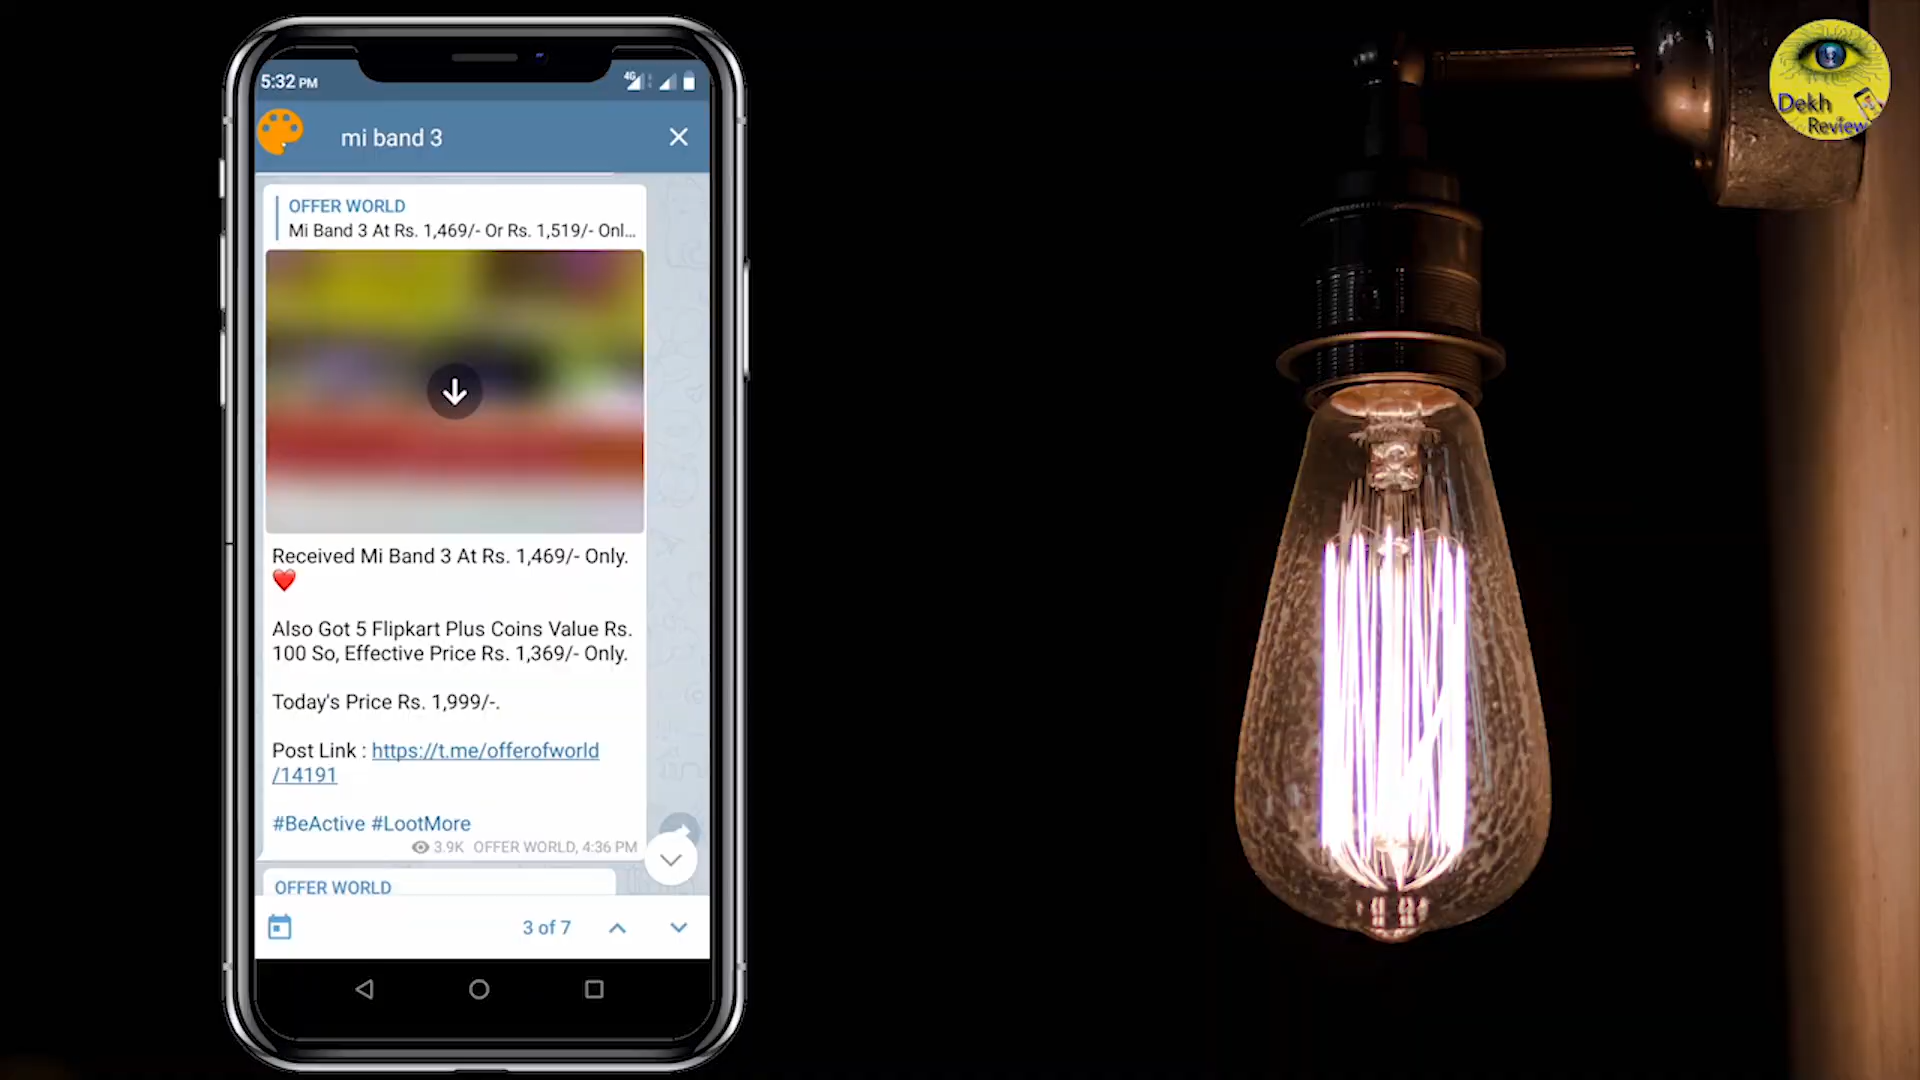 5:32 PM
4G
mi band 3
OFFER WORLD
Mi Band 3 At Rs. 1,469/- Or Rs. 1,519/- Onl...
Received Mi Band 3 At Rs. 1,469/- Only.
❤️
Also Got 5 Flipkart Plus Coins Value Rs.
100 So, Effective Price Rs. 1,369/- Only.
Today's Price Rs. 1,999/-.
Post Link : https://t.me/offerofworld
/14191
#BeActive #LootMore
3.9K OFFER WORLD, 4:36 PM
OFFER WORLD
3 of 7
Dekh
Review